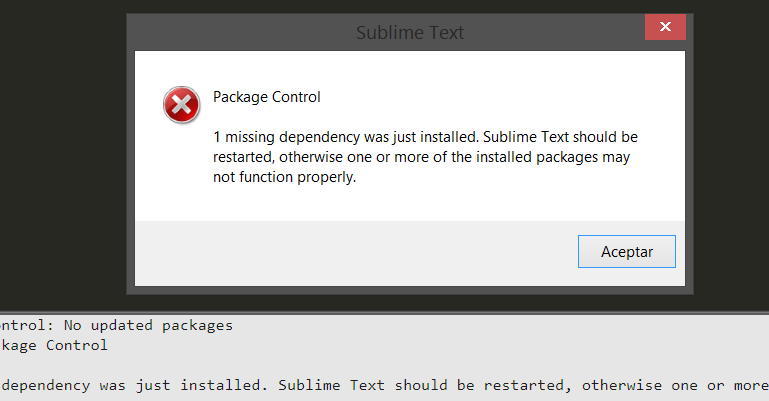 Sublime Text
Package Control
1 missing dependency was just installed. Sublime Text should be
restarted, otherwise one or more of the installed packages may
not function properly.
Aceptar
ontrol: No updated packages
kage Control
dependency was just installed. Sublime Text should be restarted, otherwise one or more